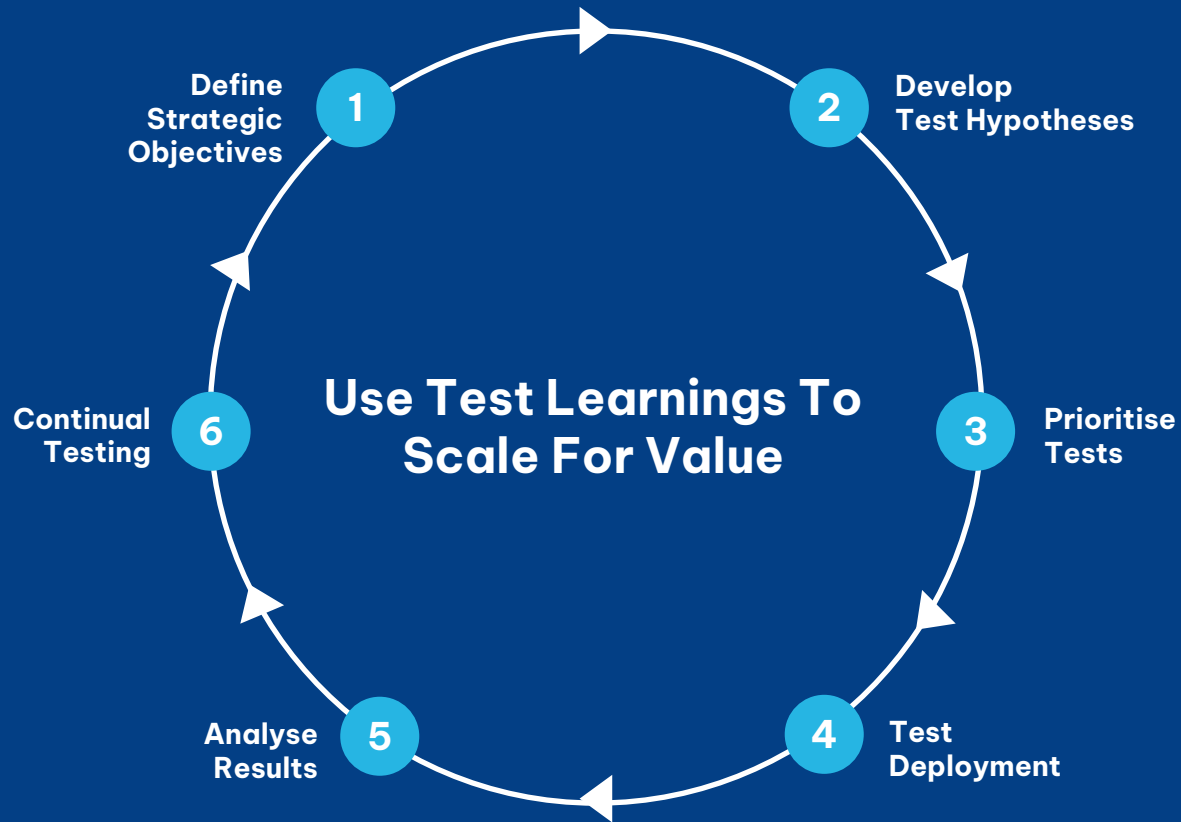 1
Define
Strategic
Objectives
2
Develop
Test Hypotheses
3
Prioritise
Tests
4
Test
Deployment
5
Analyse
Results
6
Continual
Testing
Use Test Learnings To
Scale For Value